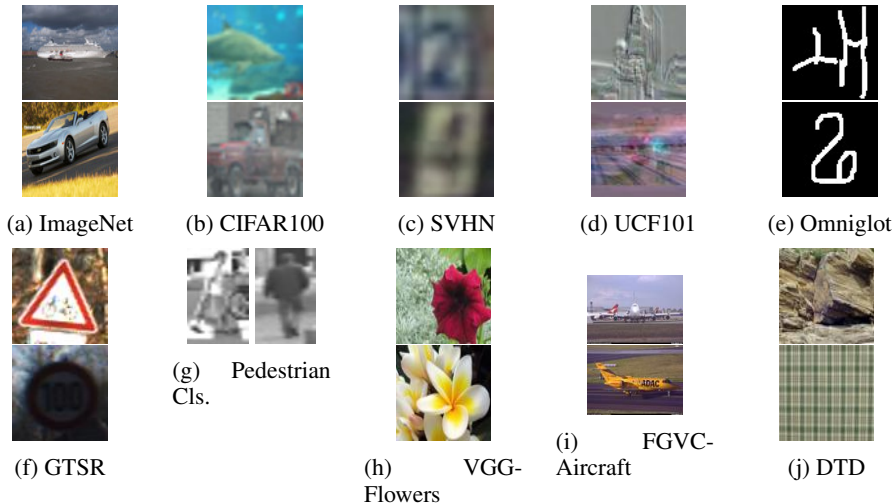 (a) ImageNet
(b) CIFAR100
(c) SVHN
(d) UCF101
(e) Omniglot
100
(g) Pedestrian
Cls.
ADAC
(f) GTSR
(h) VGG-
Flowers
(i) FGVC-
Aircraft
(j) DTD